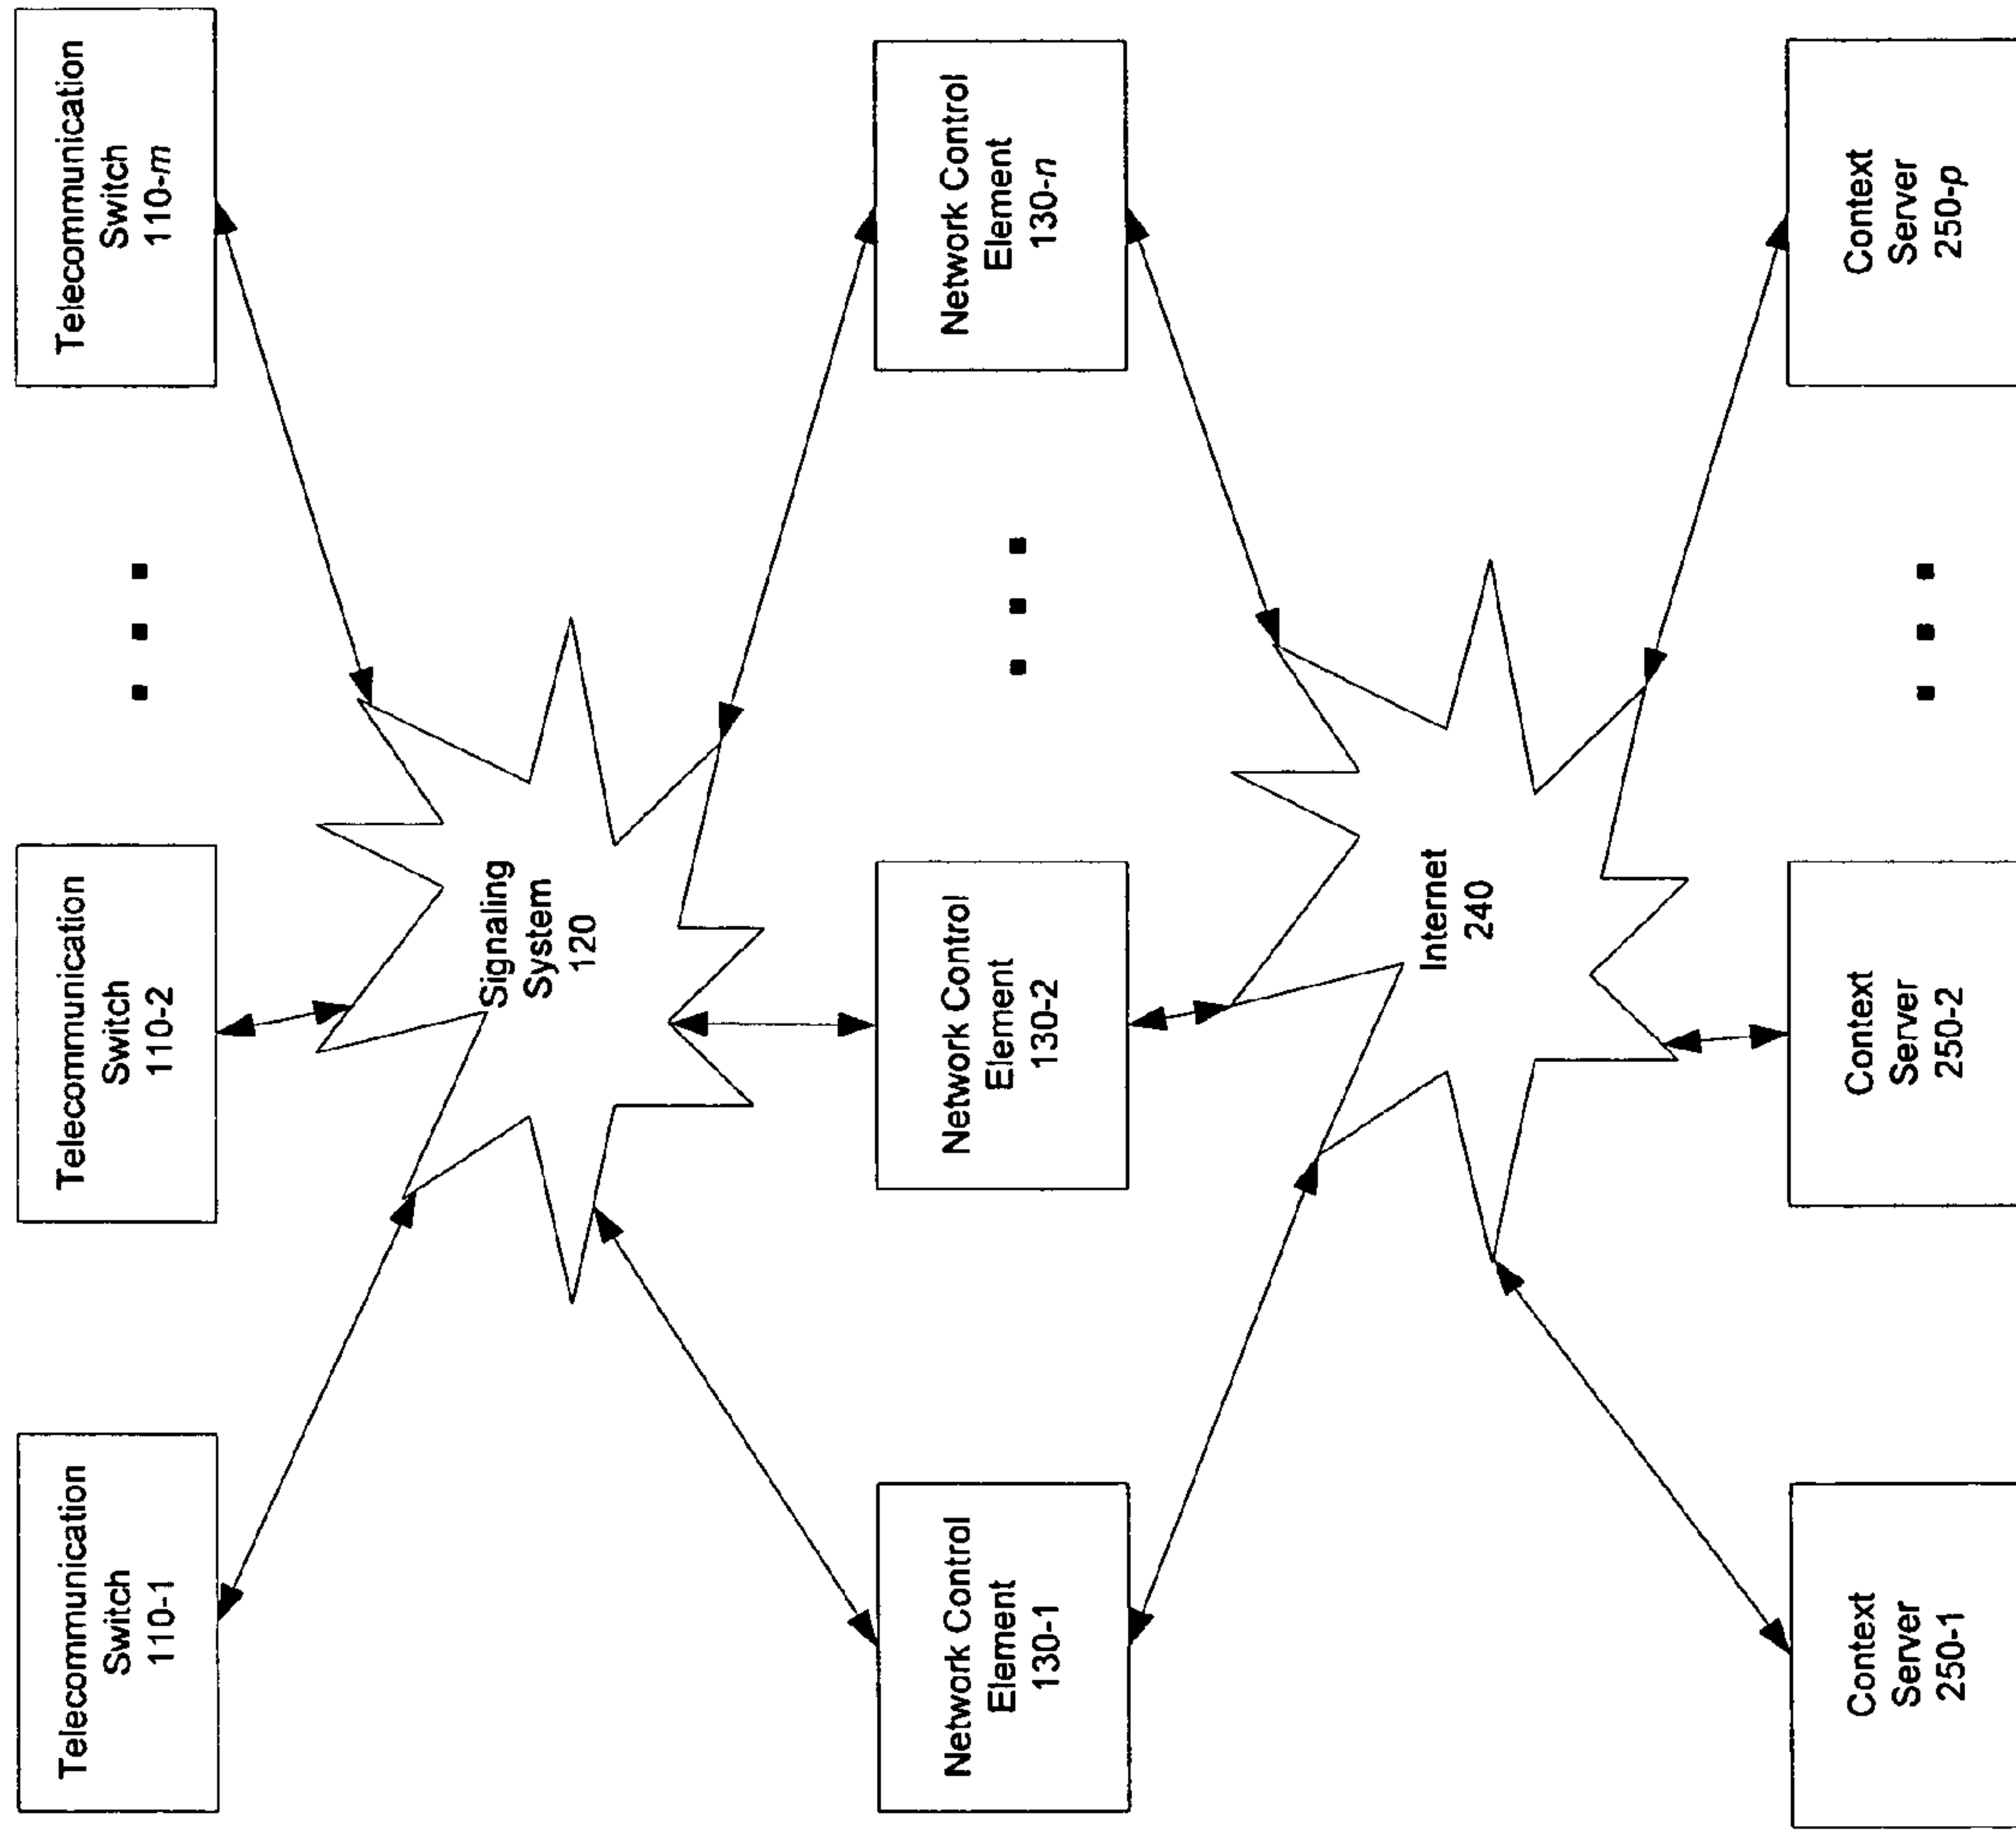 Telecommunication
Switch
110-1
Telecommunication
Switch
110-2
Telecommunication
Switch
110-m
Signaling
System
120
Network Control
Element
130-1
Network Control
Element
130-2
Network Control
Element
130-n
Internet
240
Context
Server
250-1
Context
Server
250-2
Context
Server
250-p